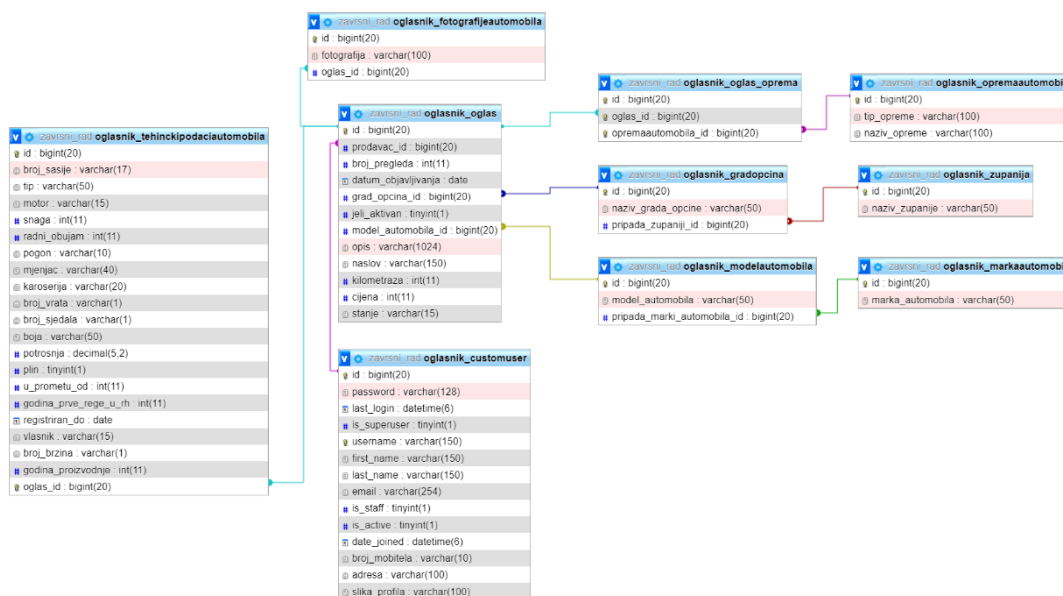 zavrsni_rad oglasnik_fotografijeautomobila
id : bigint(20)
fotografija : varchar(100)
oglas_id : bigint(20)
zavrsni_rad oglasnik_tehinckipodaciautomobila
id : bigint(20)
broj_sasije : varchar(17)
tip : varchar(50)
motor : varchar(15)
snaga : int(11)
radni_obujam : int(11)
pogon : varchar(10)
mjenjac : varchar(40)
karoserija : varchar(20)
broj_vrata : varchar(1)
broj_sjedala : varchar(1)
boja : varchar(50)
potrosnja : decimal(5,2)
plin : tinyint(1)
u_prometu_od : int(11)
godina_prve_rege_u_rh : int(11)
registriran_do : date
vlasnik : varchar(15)
broj_brzina : varchar(1)
godina_proizvodnje : int(11)
oglas_id : bigint(20)
zavrsni_rad oglasnik_oglas
id : bigint(20)
prodavac_id : bigint(20)
broj_pregleda : int(11)
datum_objavljivanja : date
grad_opcina_id : bigint(20)
jeli_aktivan : tinyint(1)
model_automobila_id : bigint(20)
opis : varchar(1024)
naslov : varchar(150)
kilometraza : int(11)
cijena : int(11)
stanje : varchar(15)
zavrsni_rad oglasnik_customuser
id : bigint(20)
password : varchar(128)
last_login : datetime(6)
is_superuser : tinyint(1)
username : varchar(150)
first_name : varchar(150)
last_name : varchar(150)
email : varchar(254)
is_staff : tinyint(1)
is_active : tinyint(1)
date_joined : datetime(6)
broj_mobitela : varchar(10)
adresa : varchar(100)
slika_profila : varchar(100)
zavrsni_rad oglasnik_oglas_oprema
id : bigint(20)
oglas_id : bigint(20)
opremaautomobila_id : bigint(20)
zavrsni_rad oglasnik_opremaautomobi
id : bigint(20)
tip_opreme : varchar(100)
naziv_opreme : varchar(100)
zavrsni_rad oglasnik_gradopcina
id : bigint(20)
naziv_grada_opcine : varchar(50)
pripada_zupaniji_id : bigint(20)
zavrsni_rad oglasnik_zupanija
id : bigint(20)
naziv_zupanije : varchar(50)
zavrsni_rad oglasnik_modelautomobila
id : bigint(20)
model_automobila : varchar(50)
pripada_marki_automobila_id : bigint(20)
zavrsni_rad oglasnik_markaautomobi
id : bigint(20)
marka_automobila : varchar(50)